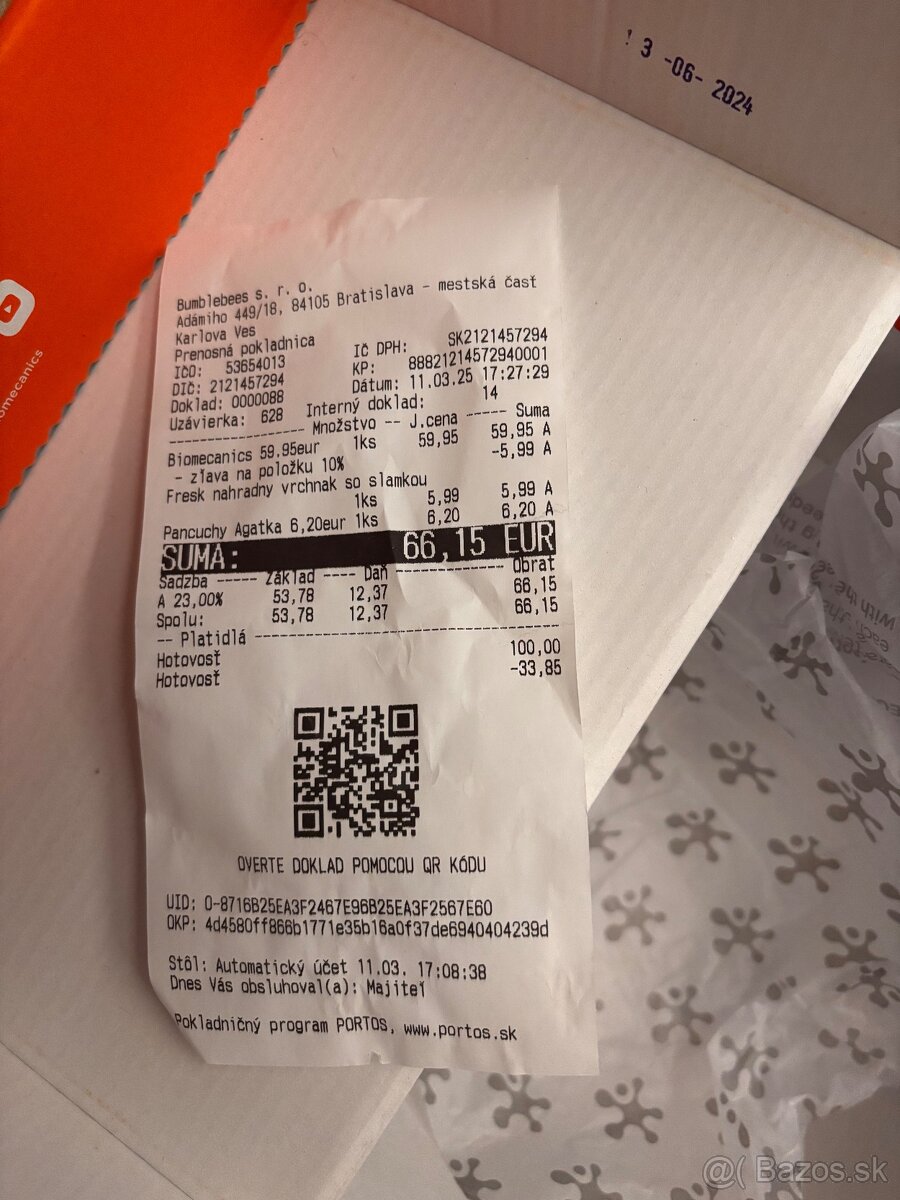 ! 3 -06- 2024
omecanics
Bumblebees s. r. o.
Adámiho 449/18, 84105 Bratislava - mestská časť
Karlova Ves
Prenosná pokladnica
IČO: 53654013 IČ DPH: SK2121457294
DIČ: 2121457294 KP: 88821214572940001
Doklad: 0000088 Dátum: 11.03.25 17:27:29
Uzávierka: 628 Interný doklad: 14
---------------- Množstvo -- J.cena ------ Suma
Biomecanics 59,95eur 1ks 59,95 59,95 A
- zľava na položku 10% -5,99 A
Fresk nahradny vrchnak so slamkou
1ks 5,99 5,99 A
Pancuchy Agatka 6,20eur 1ks 6,20 6,20 A
SUMA: 66,15 EUR
Sadzba ----- Základ ---- Daň ---------------- Obrat
A 23,00% 53,78 12,37 66,15
Spolu: 53,78 12,37 66,15
-- Platidlá ----------------------------------
Hotovosť 100,00
Hotovosť -33,85
OVERTE DOKLAD POMOCOU QR KÓDU
UID: O-8716B25EA3F2467E96B25EA3F2567E60
OKP: 4d4580ff866b1771e35b16a0f37de6940404239d
Stôl: Automatický účet 11.03. 17:08:38
Dnes Vás obsluhoval(a): Majiteľ
Pokladničný program PORTOS, www.portos.sk
with the
@( Bazos.sk